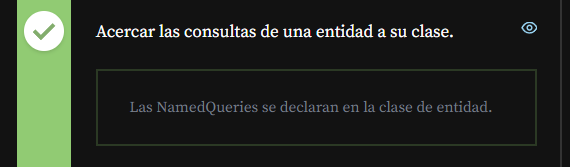 Acercar las consultas de una entidad a su clase.
Las NamedQueries se declaran en la clase de entidad.